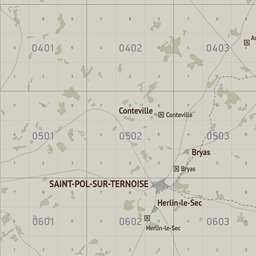 0401 0402 0403
Conteville
Conteville
0501 0502 0503
Bryas
Bryas
SAINT-POL-SUR-TERNOISE
Herlin-le-Sec
0601 0602 0603
Herlin-le-Sec